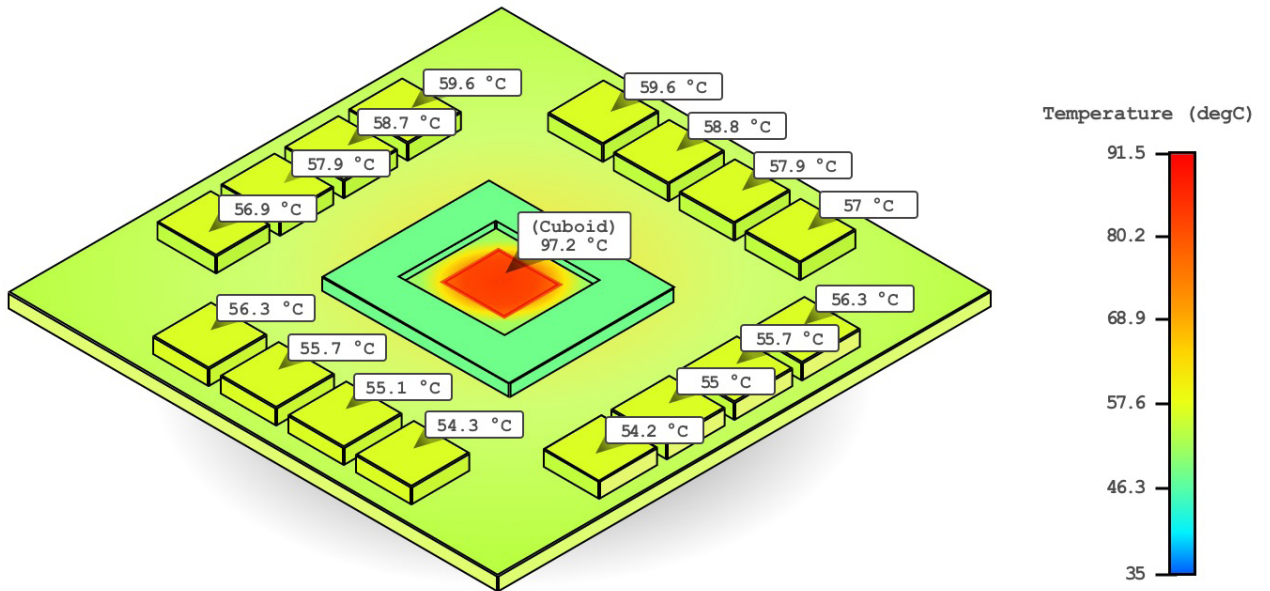 59.6 °C
59.6 °C
58.7 °C
58.8 °C
57.9 °C
57.9 °C
56.9 °C
57 °C
(Cuboid)
97.2 °C
56.3 °C
56.3 °C
55.7 °C
55.7 °C
55.1 °C
55 °C
54.3 °C
54.2 °C
Temperature (degC)
91.5
80.2
68.9
57.6
46.3
35